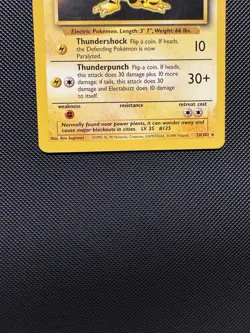 Electric Pokémon. Length: 3' 7", Weight: 66 lbs.
Thundershock Flip a coin. If heads,
the Defending Pokémon is now
Paralyzed.
10
Thunderpunch Flip a coin. If heads,
this attack does 30 damage plus 10 more
damage; if tails, this attack does 30
damage and Electabuzz does 10 damage
to itself.
30+
weakness resistance retreat cost
Normally found near power plants, it can wander away and
cause major blackouts in cities. LV. 35 #125
Illus. Ken Sugimori